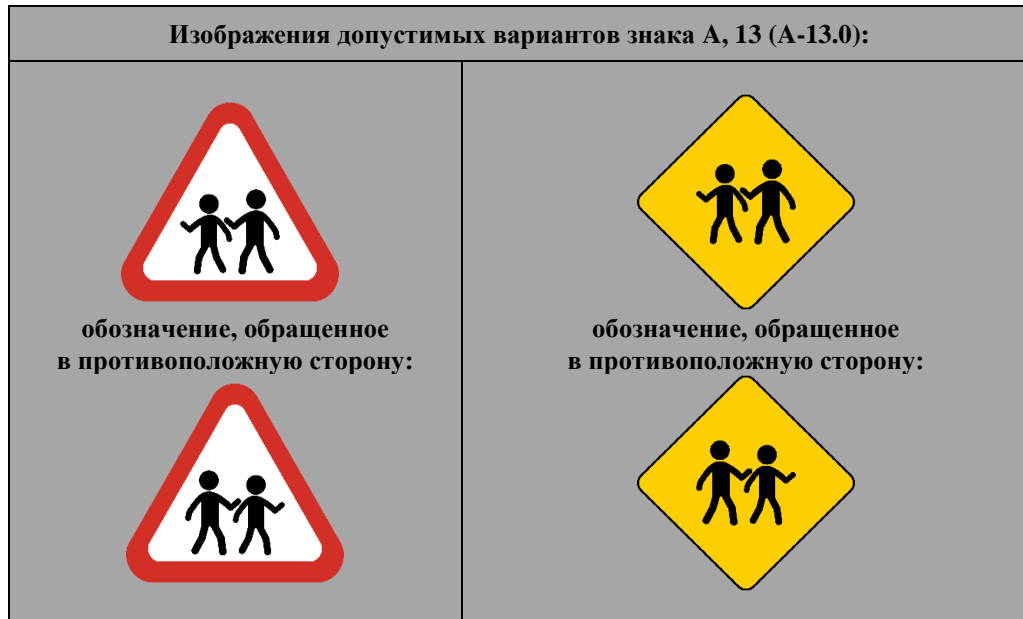 Изображения допустимых вариантов знака A, 13 (A-13.0):
обозначение, обращенное
в противоположную сторону:
обозначение, обращенное
в противоположную сторону: